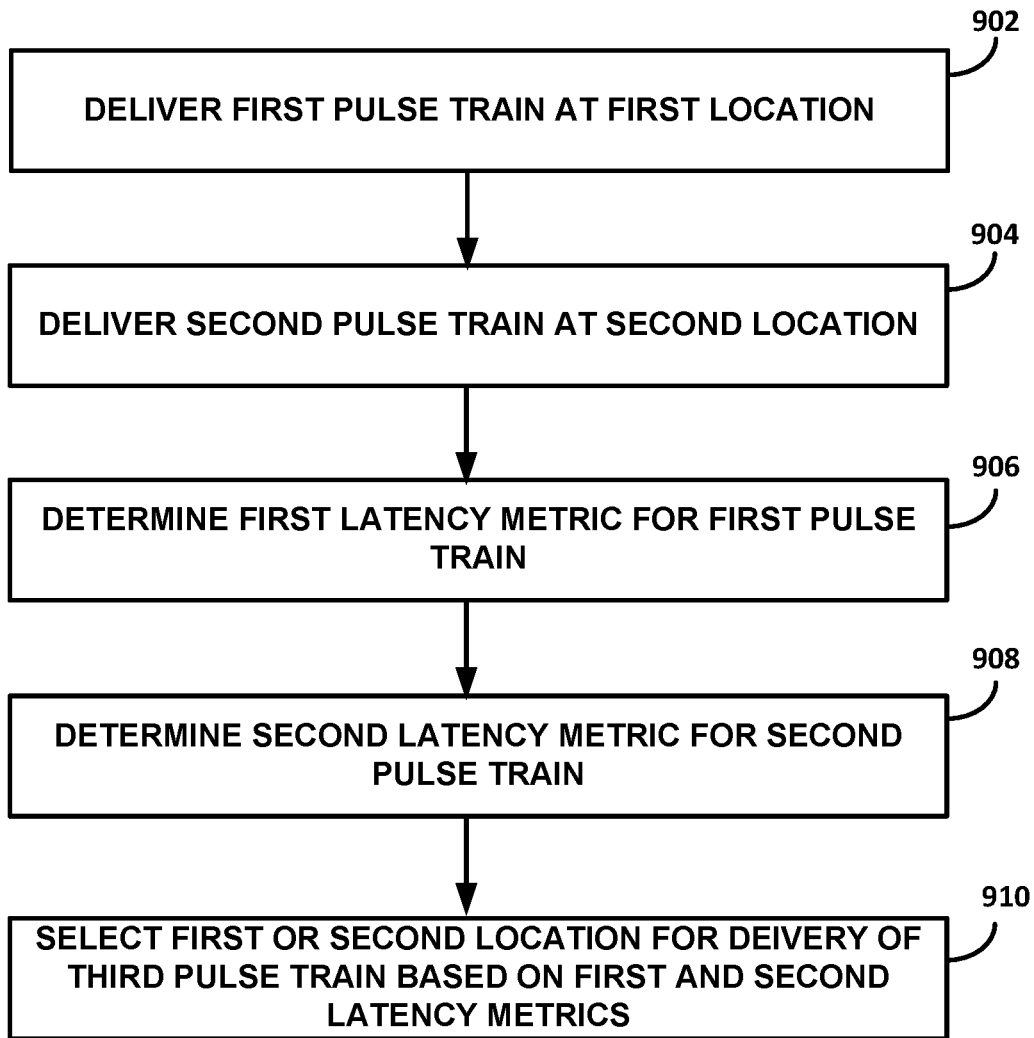 902
DELIVER FIRST PULSE TRAIN AT FIRST LOCATION
904
DELIVER SECOND PULSE TRAIN AT SECOND LOCATION
906
DETERMINE FIRST LATENCY METRIC FOR FIRST PULSE
TRAIN
908
DETERMINE SECOND LATENCY METRIC FOR SECOND
PULSE TRAIN
910
SELECT FIRST OR SECOND LOCATION FOR DEIVERY OF
THIRD PULSE TRAIN BASED ON FIRST AND SECOND
LATENCY METRICS